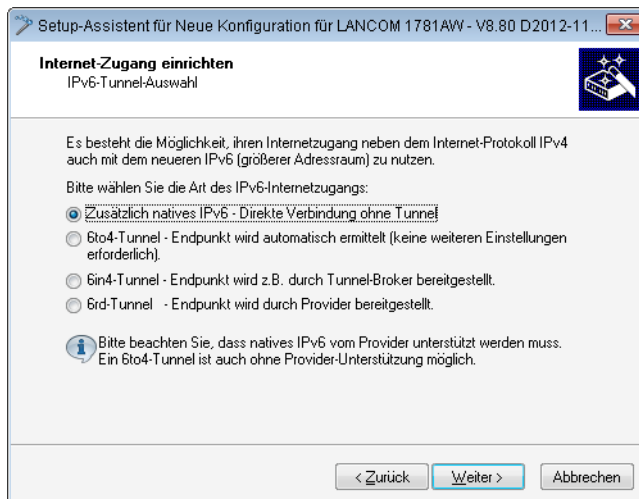 Setup-Assistent für Neue Konfiguration für LANCOM 1781AW - V8.80 D2012-11...
Internet-Zugang einrichten
IPv6-Tunnel-Auswahl
Es besteht die Möglichkeit, ihren Internetzugang neben dem Internet-Protokoll IPv4
auch mit dem neueren IPv6 (größerer Adressraum) zu nutzen.
Bitte wählen Sie die Art des IPv6-Internetzugangs:
Zusätzlich natives IPv6 - Direkte Verbindung ohne Tunnel
6to4-Tunnel - Endpunkt wird automatisch ermittelt (keine weiteren Einstellungen
erforderlich).
6in4-Tunnel - Endpunkt wird z.B. durch Tunnel-Broker bereitgestellt.
6rd-Tunnel - Endpunkt wird durch Provider bereitgestellt.
Bitte beachten Sie, dass natives IPv6 vom Provider unterstützt werden muss.
Ein 6to4-Tunnel ist auch ohne Provider-Unterstützung möglich.
< Zurück Weiter > Abbrechen